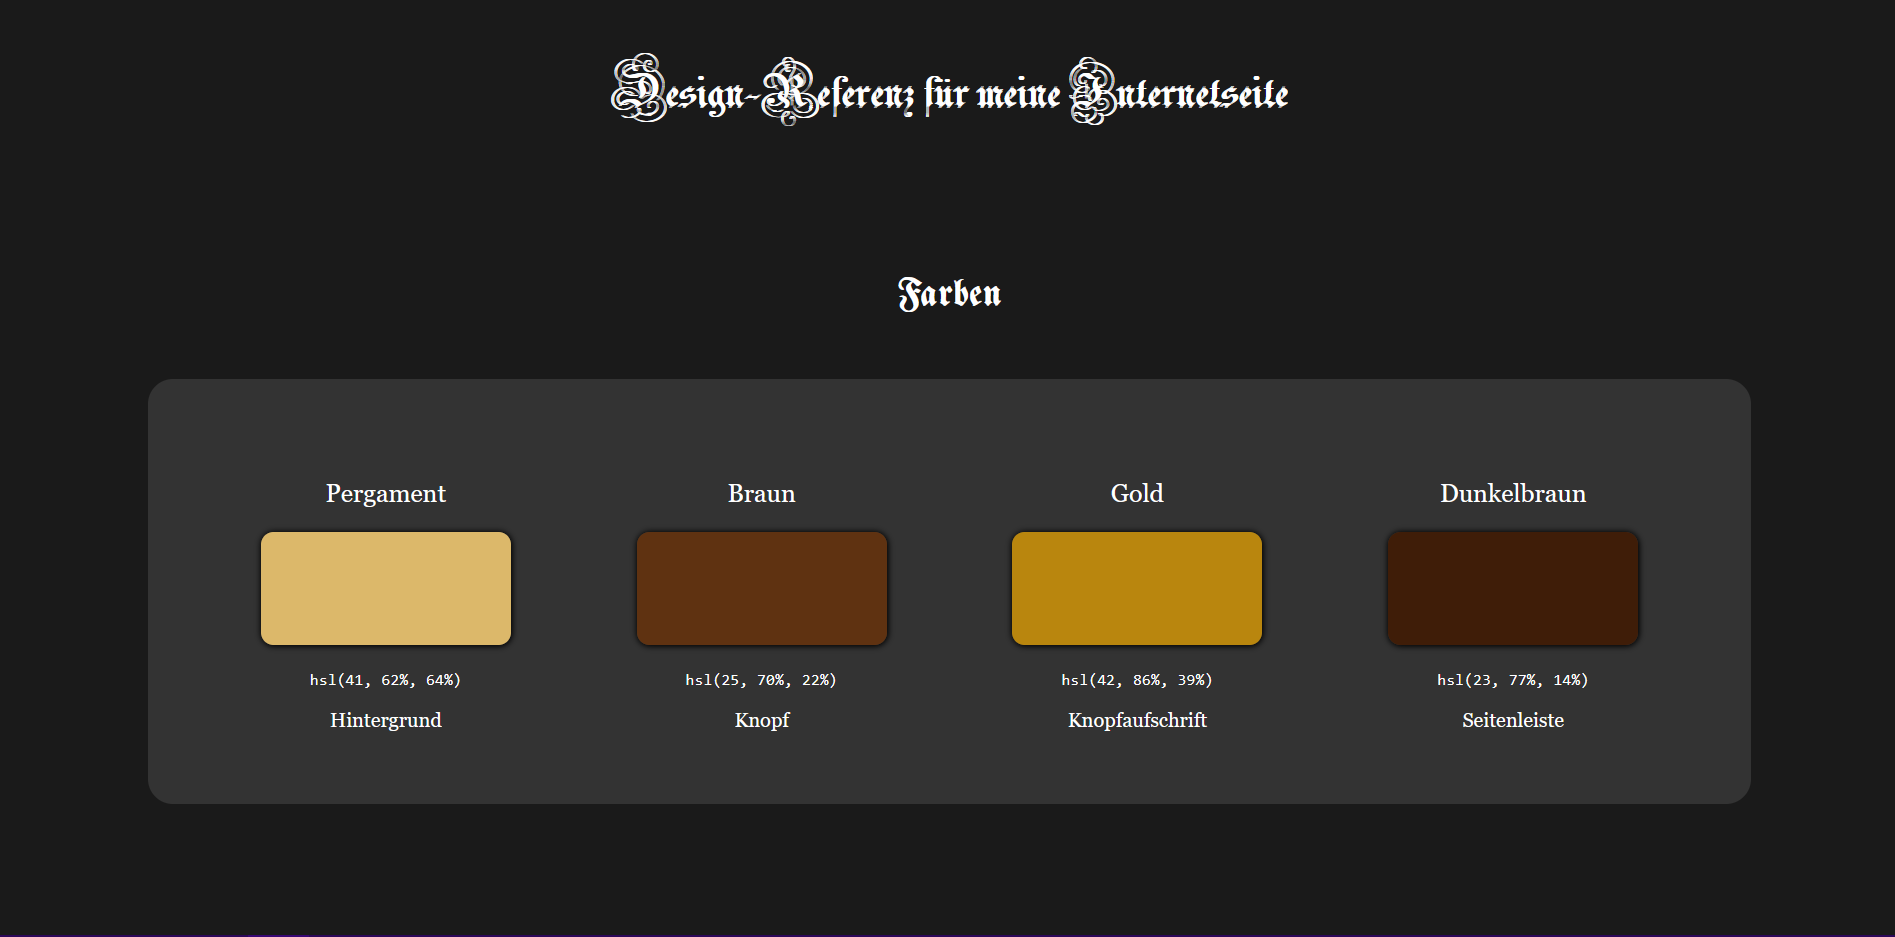 Design-Referenz für meine Internetseite
Farben
Pergament Braun Gold Dunkelbraun
hsl(41, 62%, 64%) hsl(25, 70%, 22%) hsl(42, 86%, 39%) hsl(23, 77%, 14%)
Hintergrund Knopf Knopfaufschrift Seitenleiste